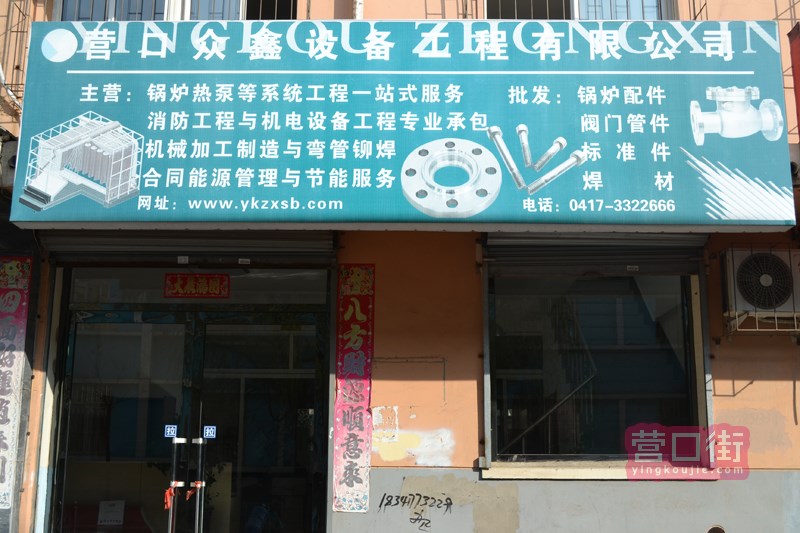 YINGKOU ZHONGXIN
营口众鑫设备工程有限公司
主营：锅炉热泵等系统工程一站式服务
消防工程与机电设备工程专业承包
机械加工制造与弯管铆焊
合同能源管理与节能服务
网址：www.ykzxsb.com
批发：锅炉配件
阀门管件
标准件
焊材
电话：0417-3322666
八方财源顺意来
拉
拉
营口街
yingkoujie.com